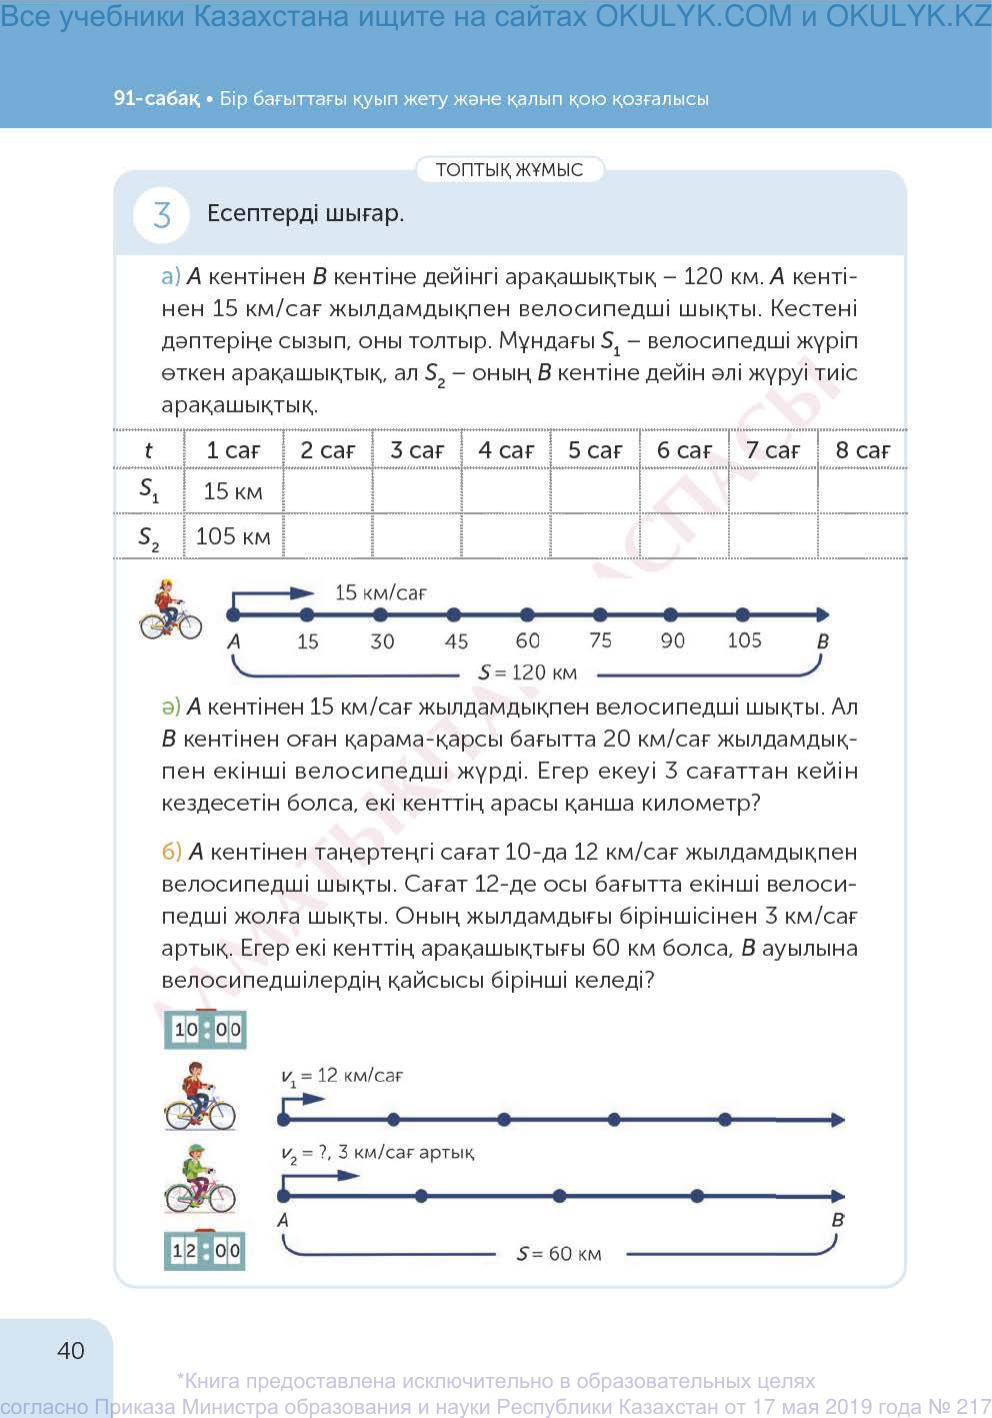 Все учебники Казахстана ищите на сайтах OKULYK.COM и OKULYK.KZ
91-сабақ • Бір бағыттағы қуып жету және қалып қою қозғалысы
ТОПТЫҚ ЖҰМЫС
3 Есептерді шығар.
а) А кентінен В кентіне дейінгі арақашықтық – 120 км. А кенті-
нен 15 км/сағ жылдамдықпен велосипедші шықты. Кестені
дәптеріңе сызып, оны толтыр. Мұндағы S₁ – велосипедші жүріп
өткен арақашықтық, ал S₂ – оның В кентіне дейін әлі жүруі тиіс
арақашықтық.
t 1 сағ 2 сағ 3 сағ 4 сағ 5 сағ 6 сағ 7 сағ 8 сағ
S₁ 15 км
S₂ 105 км
15 км/сағ
А 15 30 45 60 75 90 105 В
S = 120 км
ә) А кентінен 15 км/сағ жылдамдықпен велосипедші шықты. Ал
В кентінен оған қарама-қарсы бағытта 20 км/сағ жылдамдық-
пен екінші велосипедші жүрді. Егер екеуі 3 сағаттан кейін
кездесетін болса, екі кенттің арасы қанша километр?
б) А кентінен таңертеңгі сағат 10-да 12 км/сағ жылдамдықпен
велосипедші шықты. Сағат 12-де осы бағытта екінші велоси-
педші жолға шықты. Оның жылдамдығы біріншісінен 3 км/сағ
артық. Егер екі кенттің арақашықтығы 60 км болса, В ауылына
велосипедшілердің қайсысы бірінші келеді?
10:00
v₁ = 12 км/сағ
v₂ = ?, 3 км/сағ артық
А В
12:00
S = 60 км
40
*Книга предоставлена исключительно в образовательных целях
согласно Приказа Министра образования и науки Республики Казахстан от 17 мая 2019 года № 217